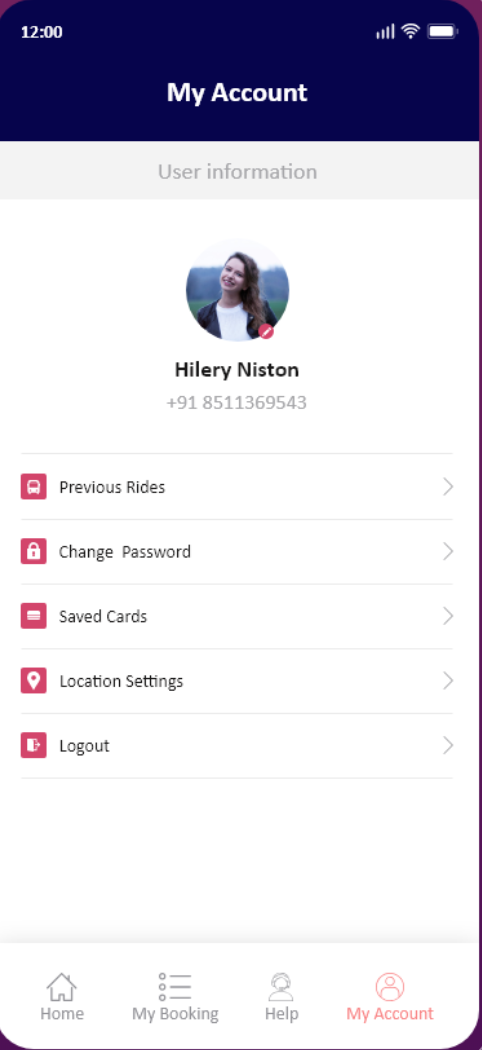 12:00
My Account
User information
Hilery Niston
+91 8511369543
Previous Rides
Change  Password
Saved Cards
Location Settings
Logout
Home
My Booking
Help
My Account